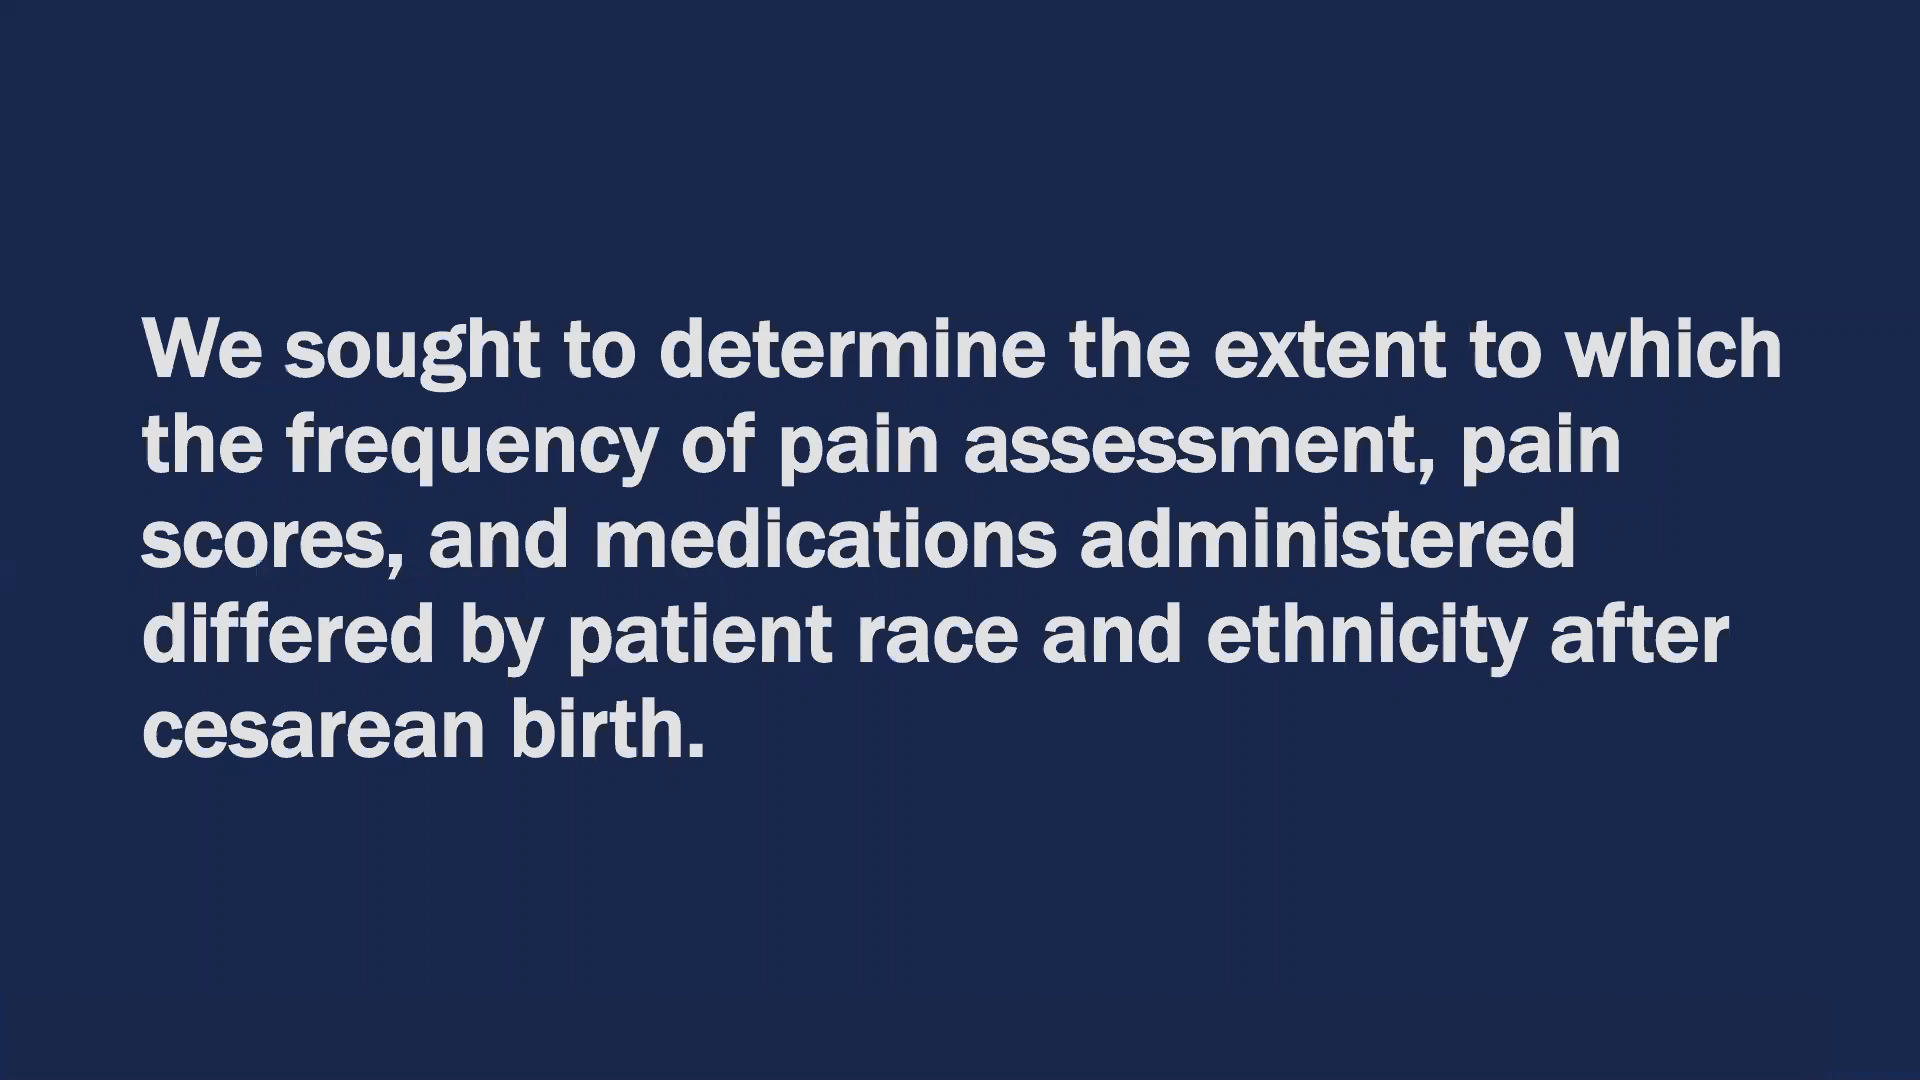 We sought to determine the extent to which
the frequency of pain assessment, pain
scores, and medications administered
differed by patient race and ethnicity after
cesarean birth.